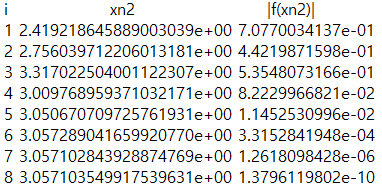 i xn2 |f(xn2)|
1 2.419218645889003039e+00 7.0770034137e-01
2 2.756039712206013181e+00 4.4219871598e-01
3 3.317022504001122307e+00 5.3548073166e-01
4 3.009768959371032171e+00 8.2229966821e-02
5 3.050670709725761931e+00 1.1452530996e-02
6 3.057289041659920770e+00 3.3152841948e-04
7 3.057102843928874769e+00 1.2618098428e-06
8 3.057103549917539631e+00 1.3796119802e-10